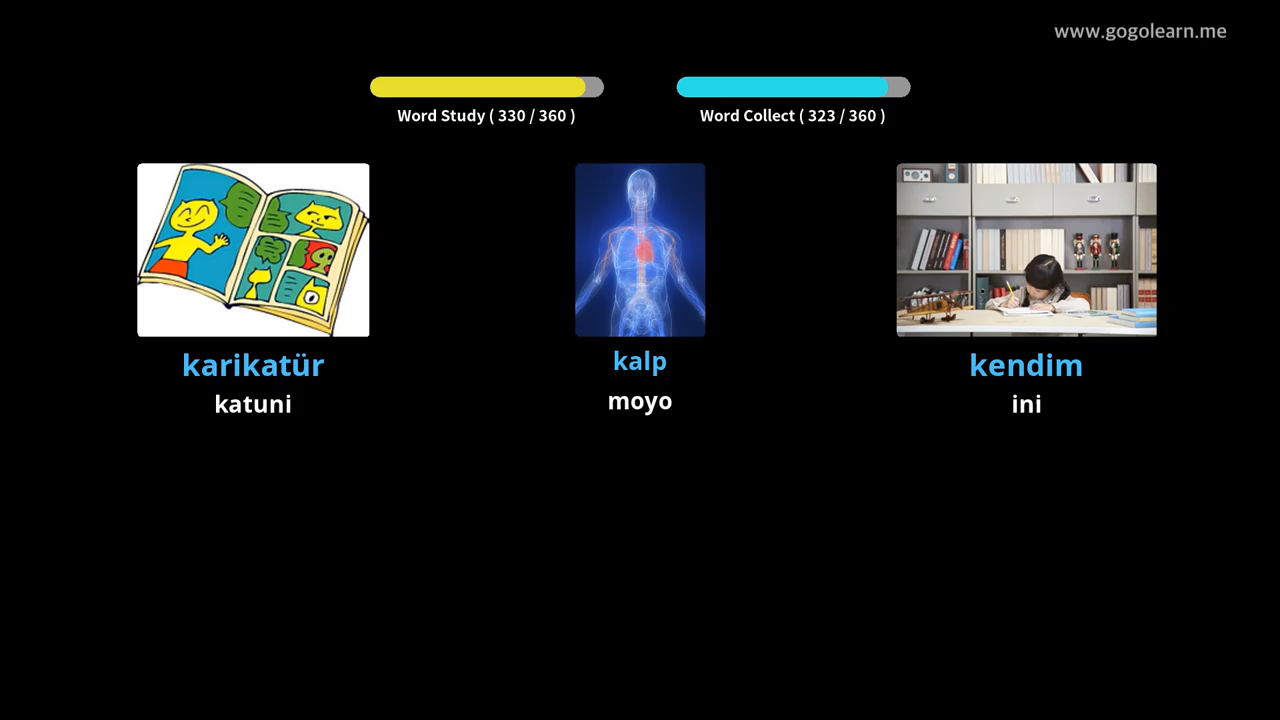 www.gogolearn.me
Word Study ( 330 / 360 )
Word Collect ( 323 / 360 )
karikatür
katuni
kalp
moyo
kendim
ini